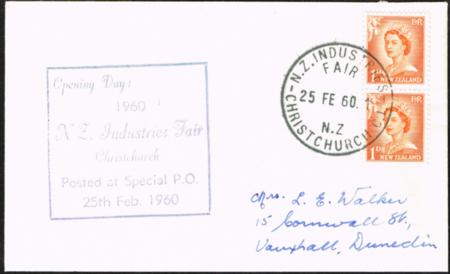 Opening Day:
1960
N.Z. Industries Fair
Christchurch
Posted at Special P.O.
25th Feb. 1960
N.Z. INDUSTRIES
FAIR
25 FE 60.
N.Z
CHRISTCHURCH
NEW ZEALAND
1D
NEW ZEALAND
Mrs. L. E. Walker
15 Cornwall St.,
Vauxhall, Dunedin